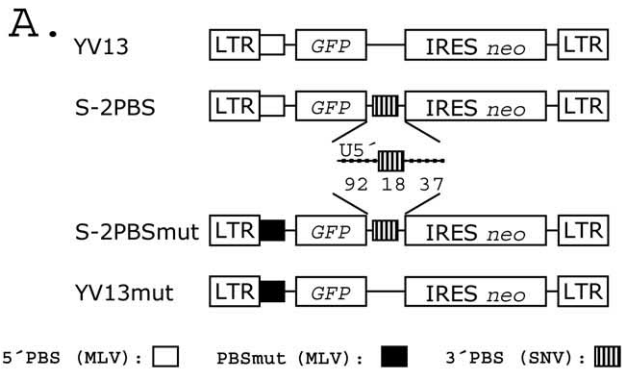 A.
YV13 LTR GFP IRES neo LTR
S-2PBS LTR GFP IRES neo LTR
U5´
92 18 37
S-2PBSmut LTR GFP IRES neo LTR
YV13mut LTR GFP IRES neo LTR
5´PBS (MLV): PBSmut (MLV): 3´PBS (SNV):